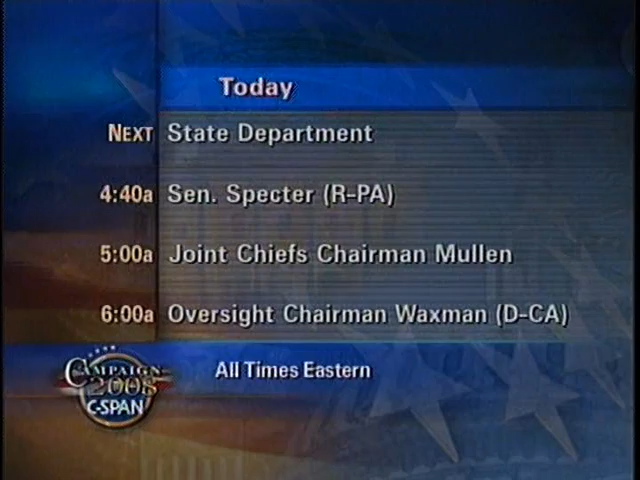 Today
NEXT State Department
4:40a Sen. Specter (R-PA)
5:00a Joint Chiefs Chairman Mullen
6:00a Oversight Chairman Waxman (D-CA)
All Times Eastern
CAMPAIGN
2008
C-SPAN